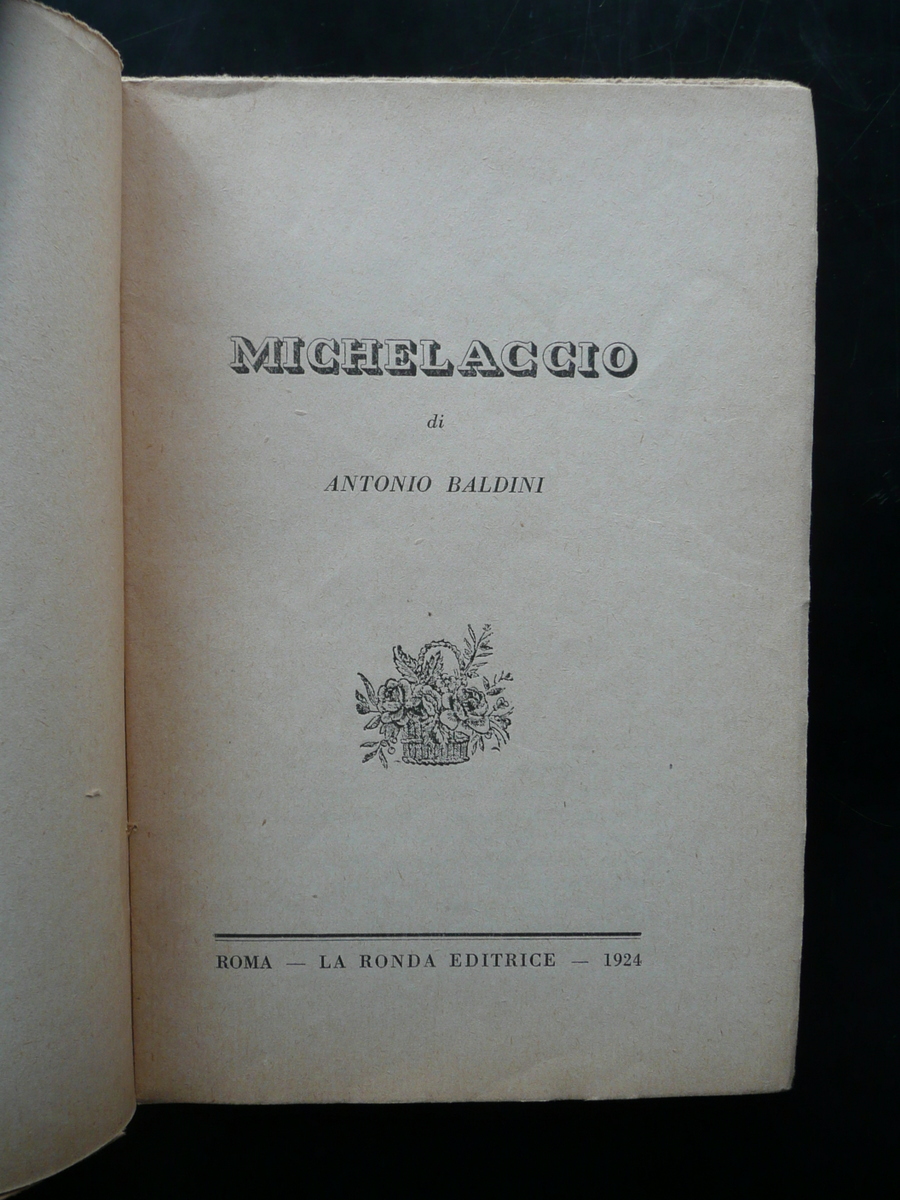 MICHELACCIO
di
ANTONIO BALDINI
ROMA — LA RONDA EDITRICE — 1924